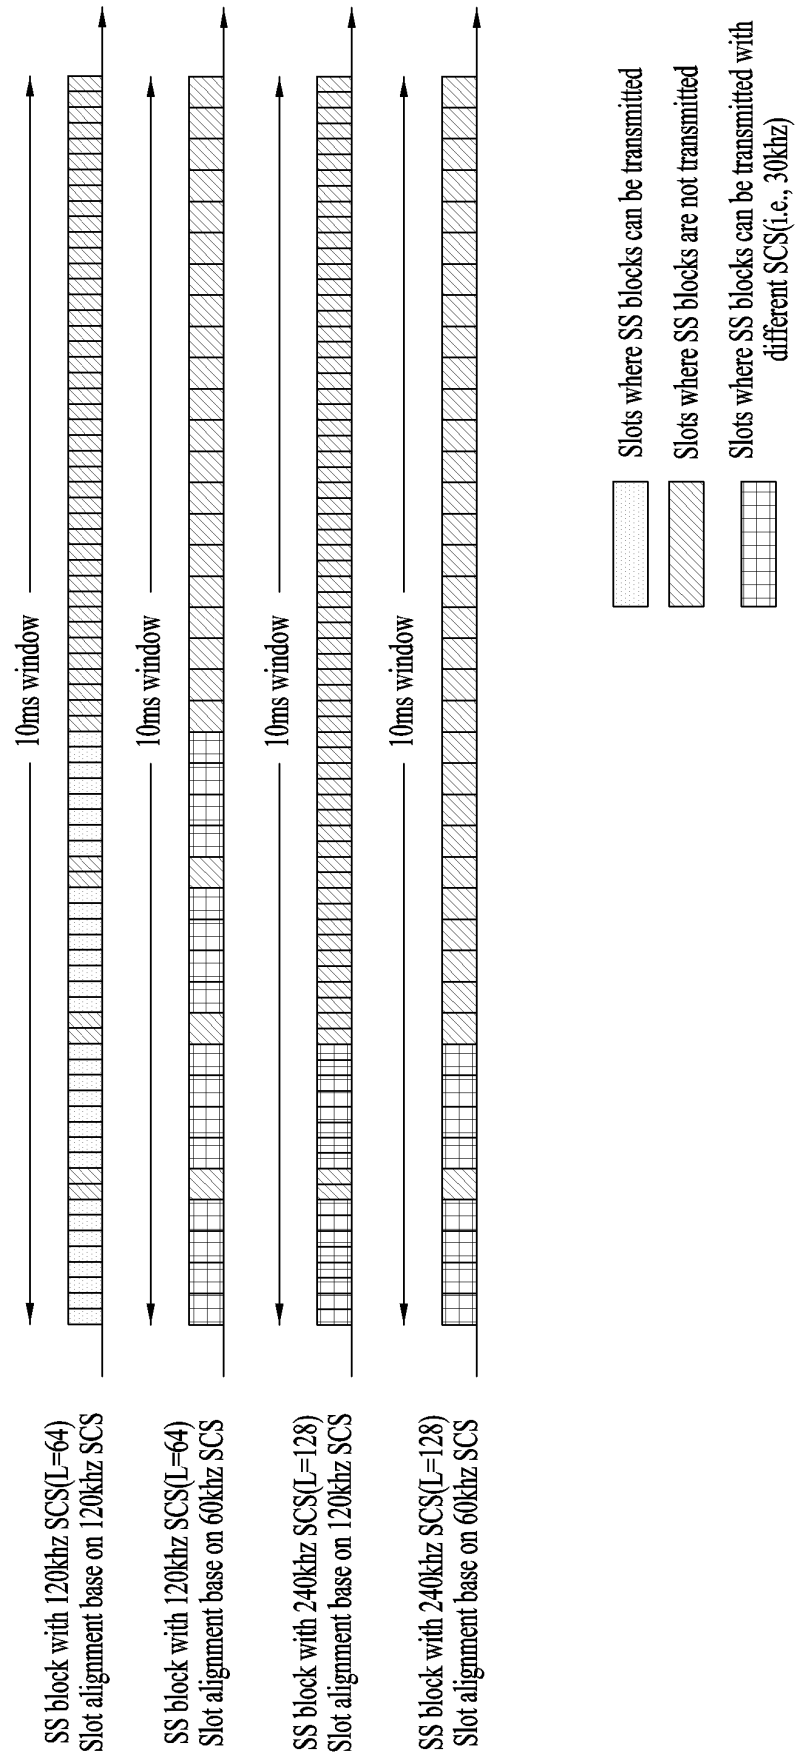 SS block with 120khz SCS(L=64)
Slot alignment base on 120khz SCS
10ms window
SS block with 120khz SCS(L=64)
Slot alignment base on 60khz SCS
10ms window
SS block with 240khz SCS(L=128)
Slot alignment base on 120khz SCS
10ms window
SS block with 240khz SCS(L=128)
Slot alignment base on 60khz SCS
10ms window
Slots where SS blocks can be transmitted
Slots where SS blocks are not transmitted
Slots where SS blocks can be transmitted with
different SCS(i.e., 30khz)